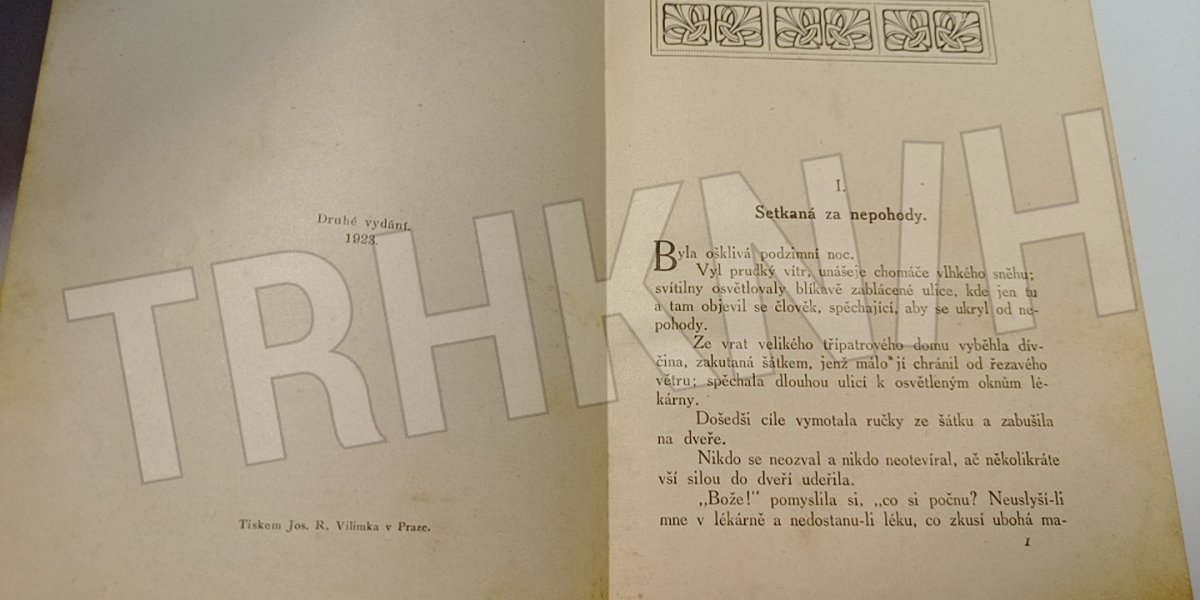 Druhé vydání.
1923.
Tiskem Jos. R. Vilímka v Praze.
I.
Setkaná za nepohody.
Byla ošklivá podzimní noc.
Vyl prudký vítr, unášeje chomáče vlhkého sněhu;
svítilny osvětlovaly blikavě zablácené ulice, kde jen tu
a tam objevil se člověk, spěchající, aby se ukryl od ne-
pohody.
Ze vrat velikého třípatrového domu vyběhla dív-
čina, zakutaná šátkem, jenž málo jí chránil od řezavého
větru; spěchala dlouhou ulicí k osvětleným oknům lé-
kárny.
Došedši cíle vymotala ručky ze šátku a zabušila
na dveře.
Nikdo se neozval a nikdo neotevíral, ač několikráte
vší silou do dveří udeřila.
„Bože!“ pomyslila si, „co si počnu? Neuslyší-li
mne v lékárně a nedostanu-li léku, co zkusí ubohá ma-
1
TRHKNIH